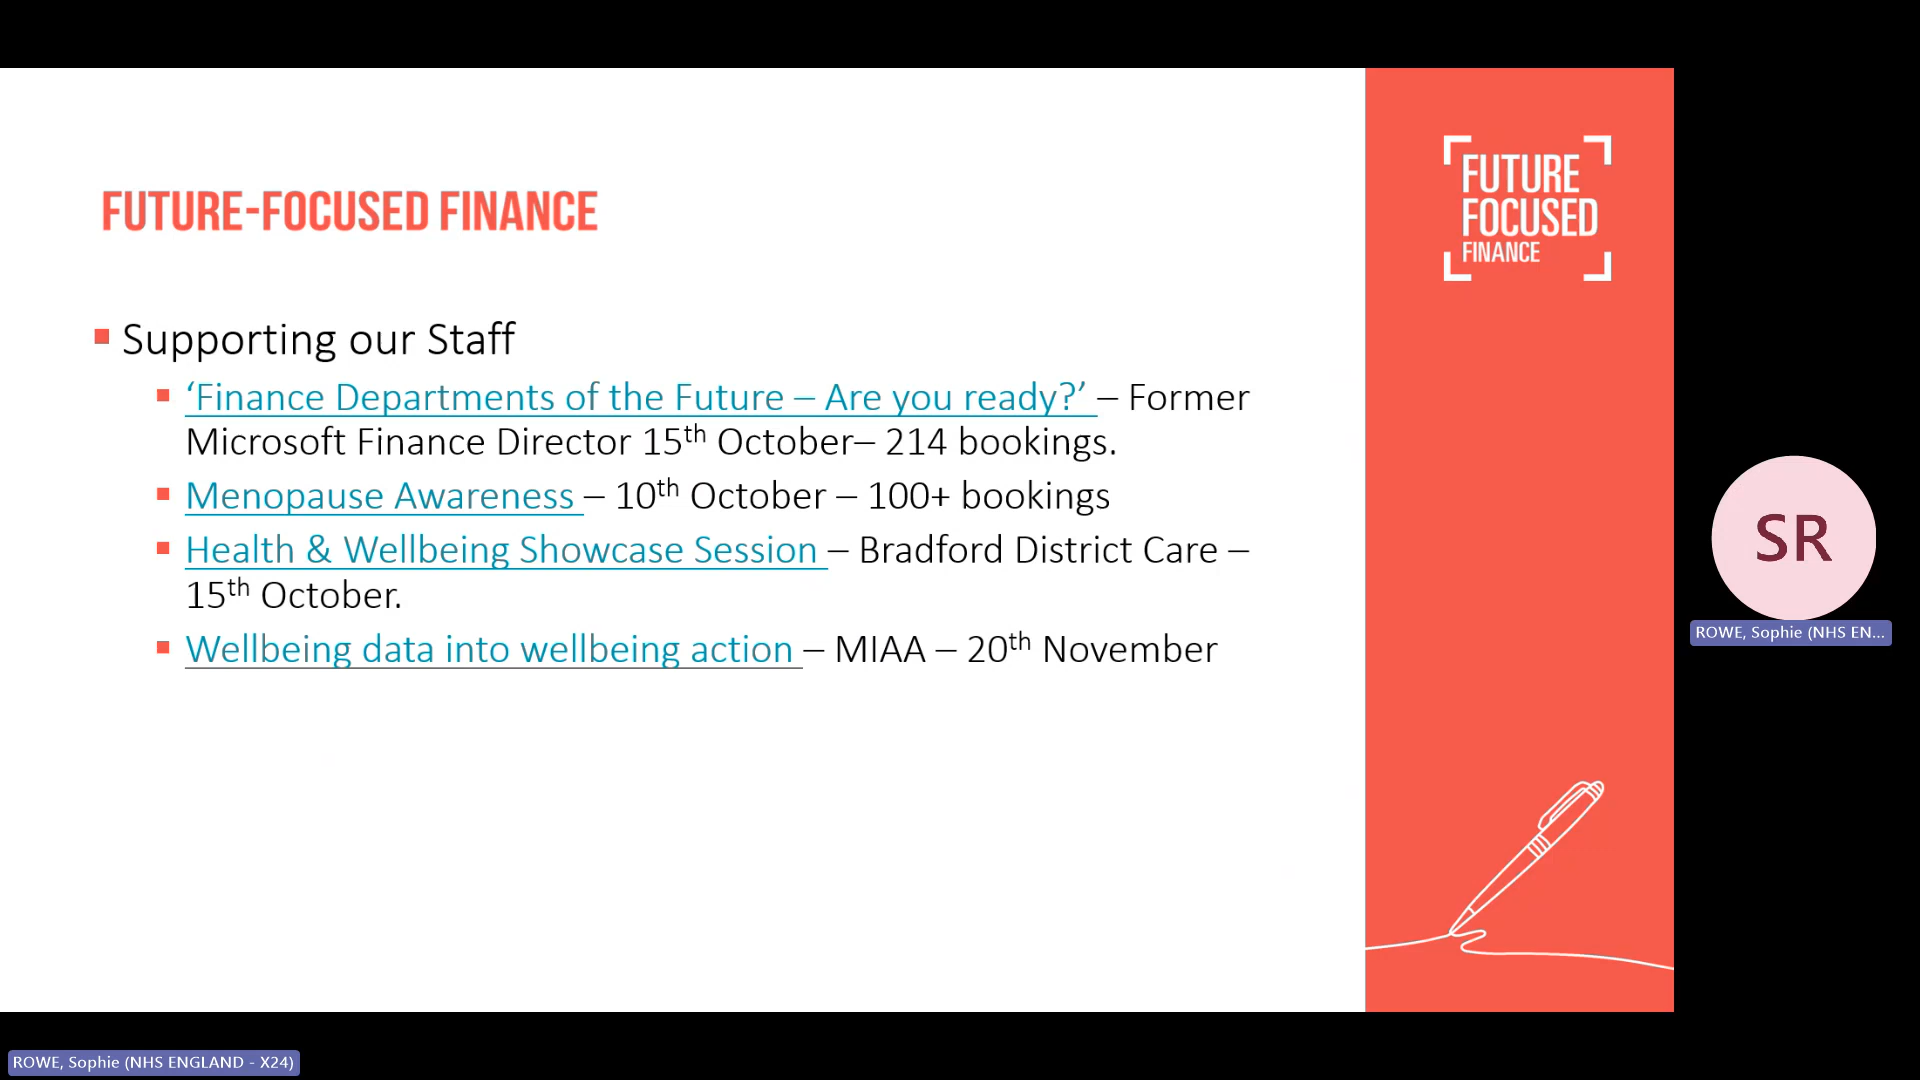 FUTURE-FOCUSED FINANCE
Supporting our Staff
‘Finance Departments of the Future – Are you ready?’ – Former
Microsoft Finance Director 15th October– 214 bookings.
Menopause Awareness – 10th October – 100+ bookings
Health & Wellbeing Showcase Session – Bradford District Care –
15th October.
Wellbeing data into wellbeing action – MIAA – 20th November
FUTURE
FOCUSED
FINANCE
SR
ROWE, Sophie (NHS EN...
ROWE, Sophie (NHS ENGLAND - X24)